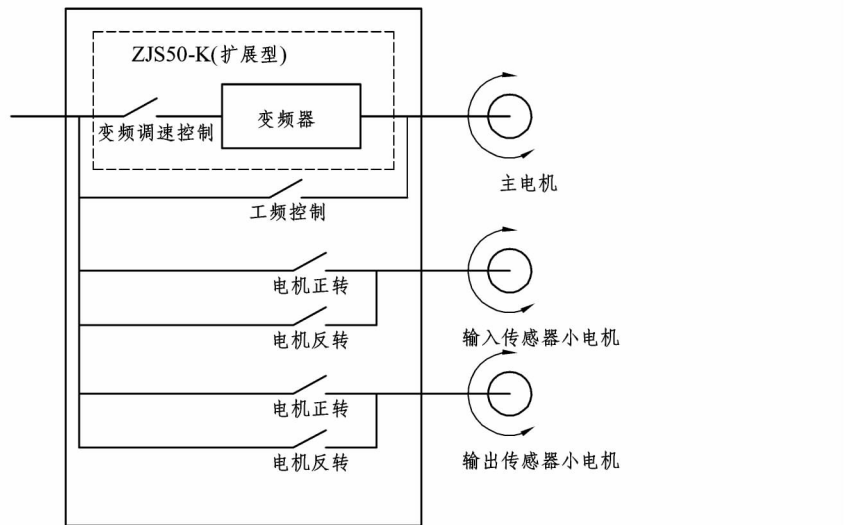 ZJS50-K(扩展型)
变频器
变频调速控制
主电机
工频控制
电机正转
电机反转
输入传感器小电机
电机正转
电机反转
输出传感器小电机